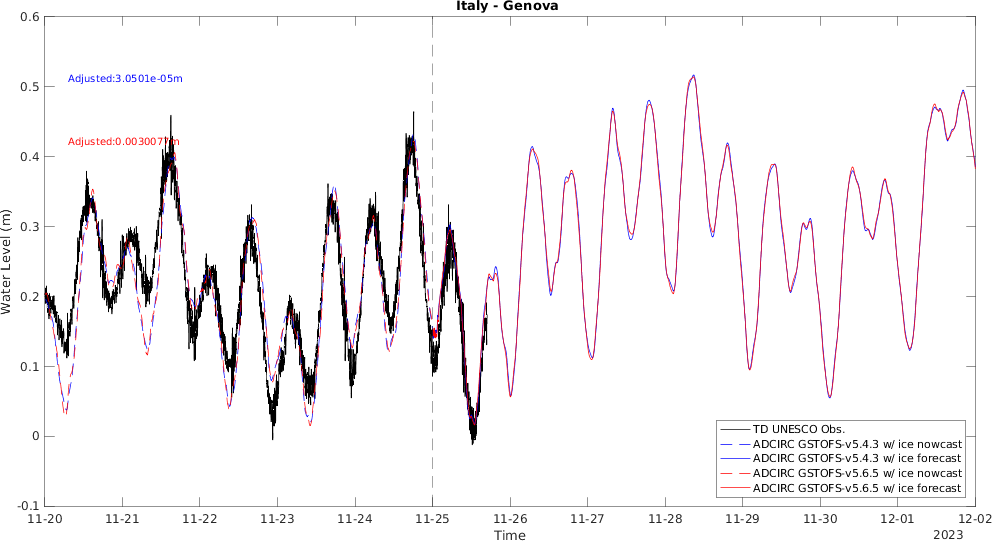 Italy - Genova
0.6
0.5
0.4
0.3
0.2
0.1
0
-0.1
Water Level (m)
Adjusted:3.0501e-05m
Adjusted:0.0030077m
TD UNESCO Obs.
ADCIRC GSTOFS-v5.4.3 w/ ice nowcast
ADCIRC GSTOFS-v5.4.3 w/ ice forecast
ADCIRC GSTOFS-v5.6.5 w/ ice nowcast
ADCIRC GSTOFS-v5.6.5 w/ ice forecast
11-20 11-21 11-22 11-23 11-24 11-25 11-26 11-27 11-28 11-29 11-30 12-01 12-02
Time
2023